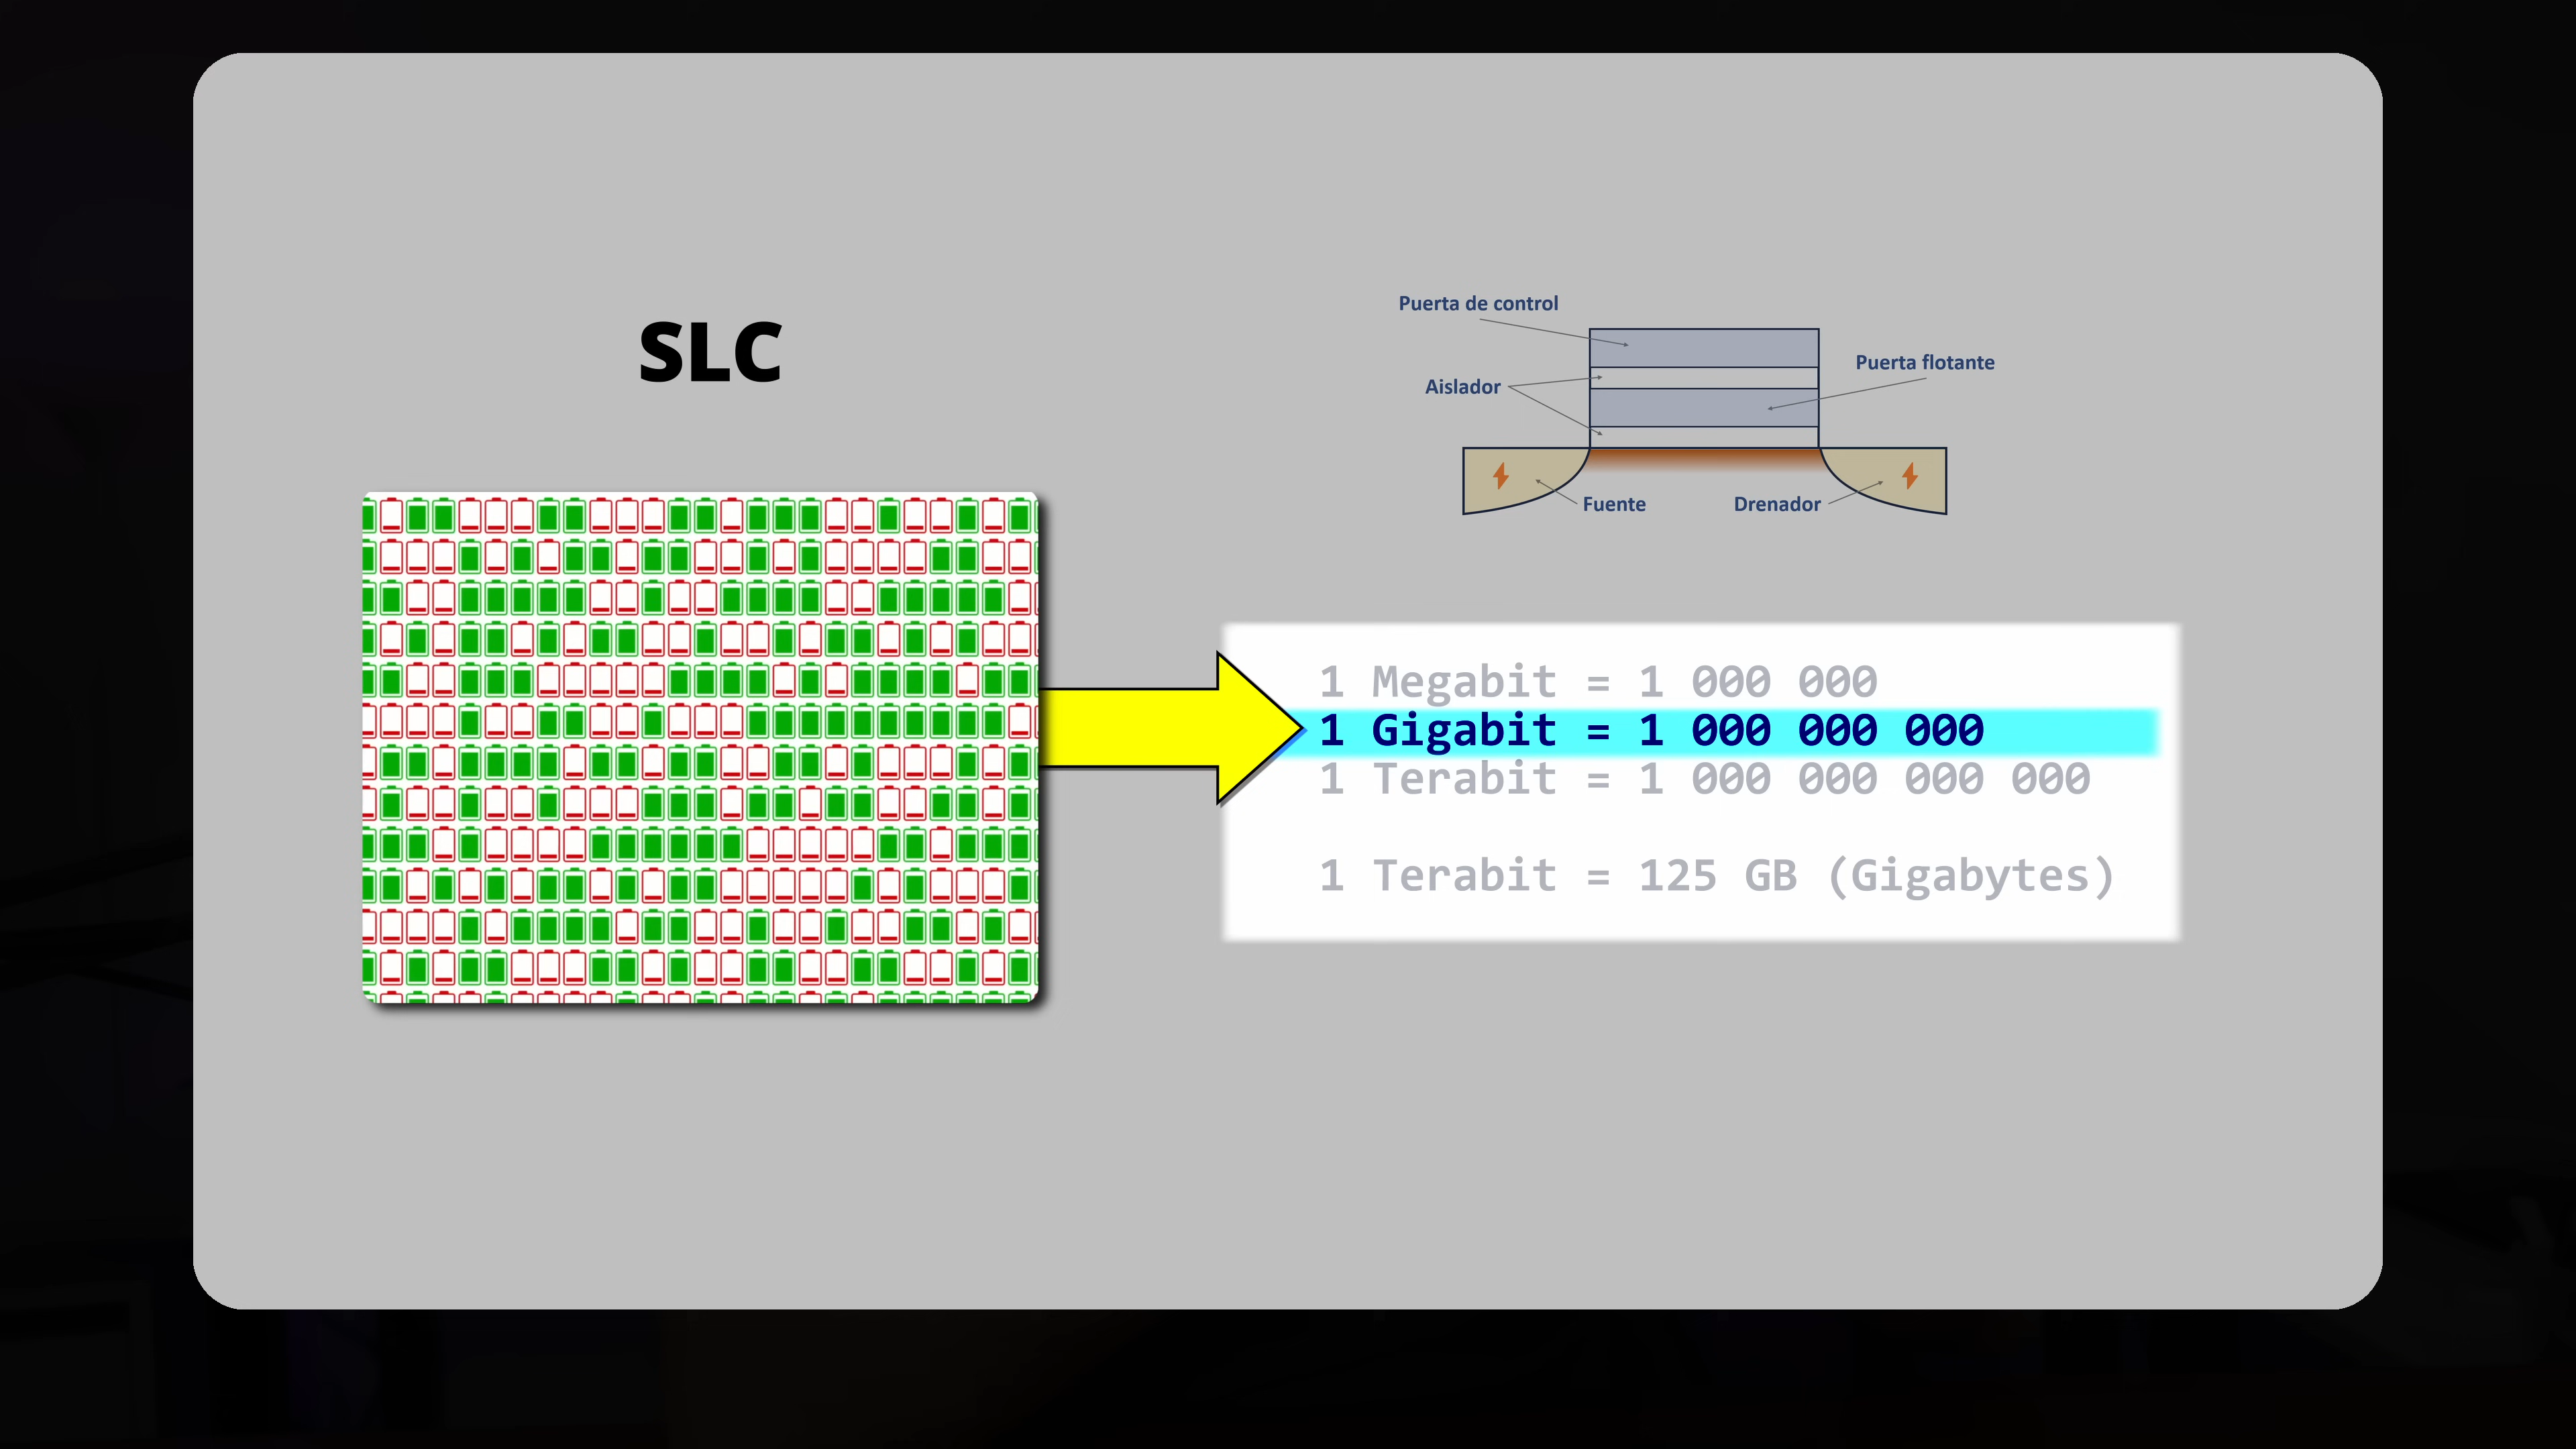 SLC
Puerta de control
Puerta flotante
Aislador
Fuente
Drenador
1 Megabit = 1 000 000
1 Gigabit = 1 000 000 000
1 Terabit = 1 000 000 000 000
1 Terabit = 125 GB (Gigabytes)